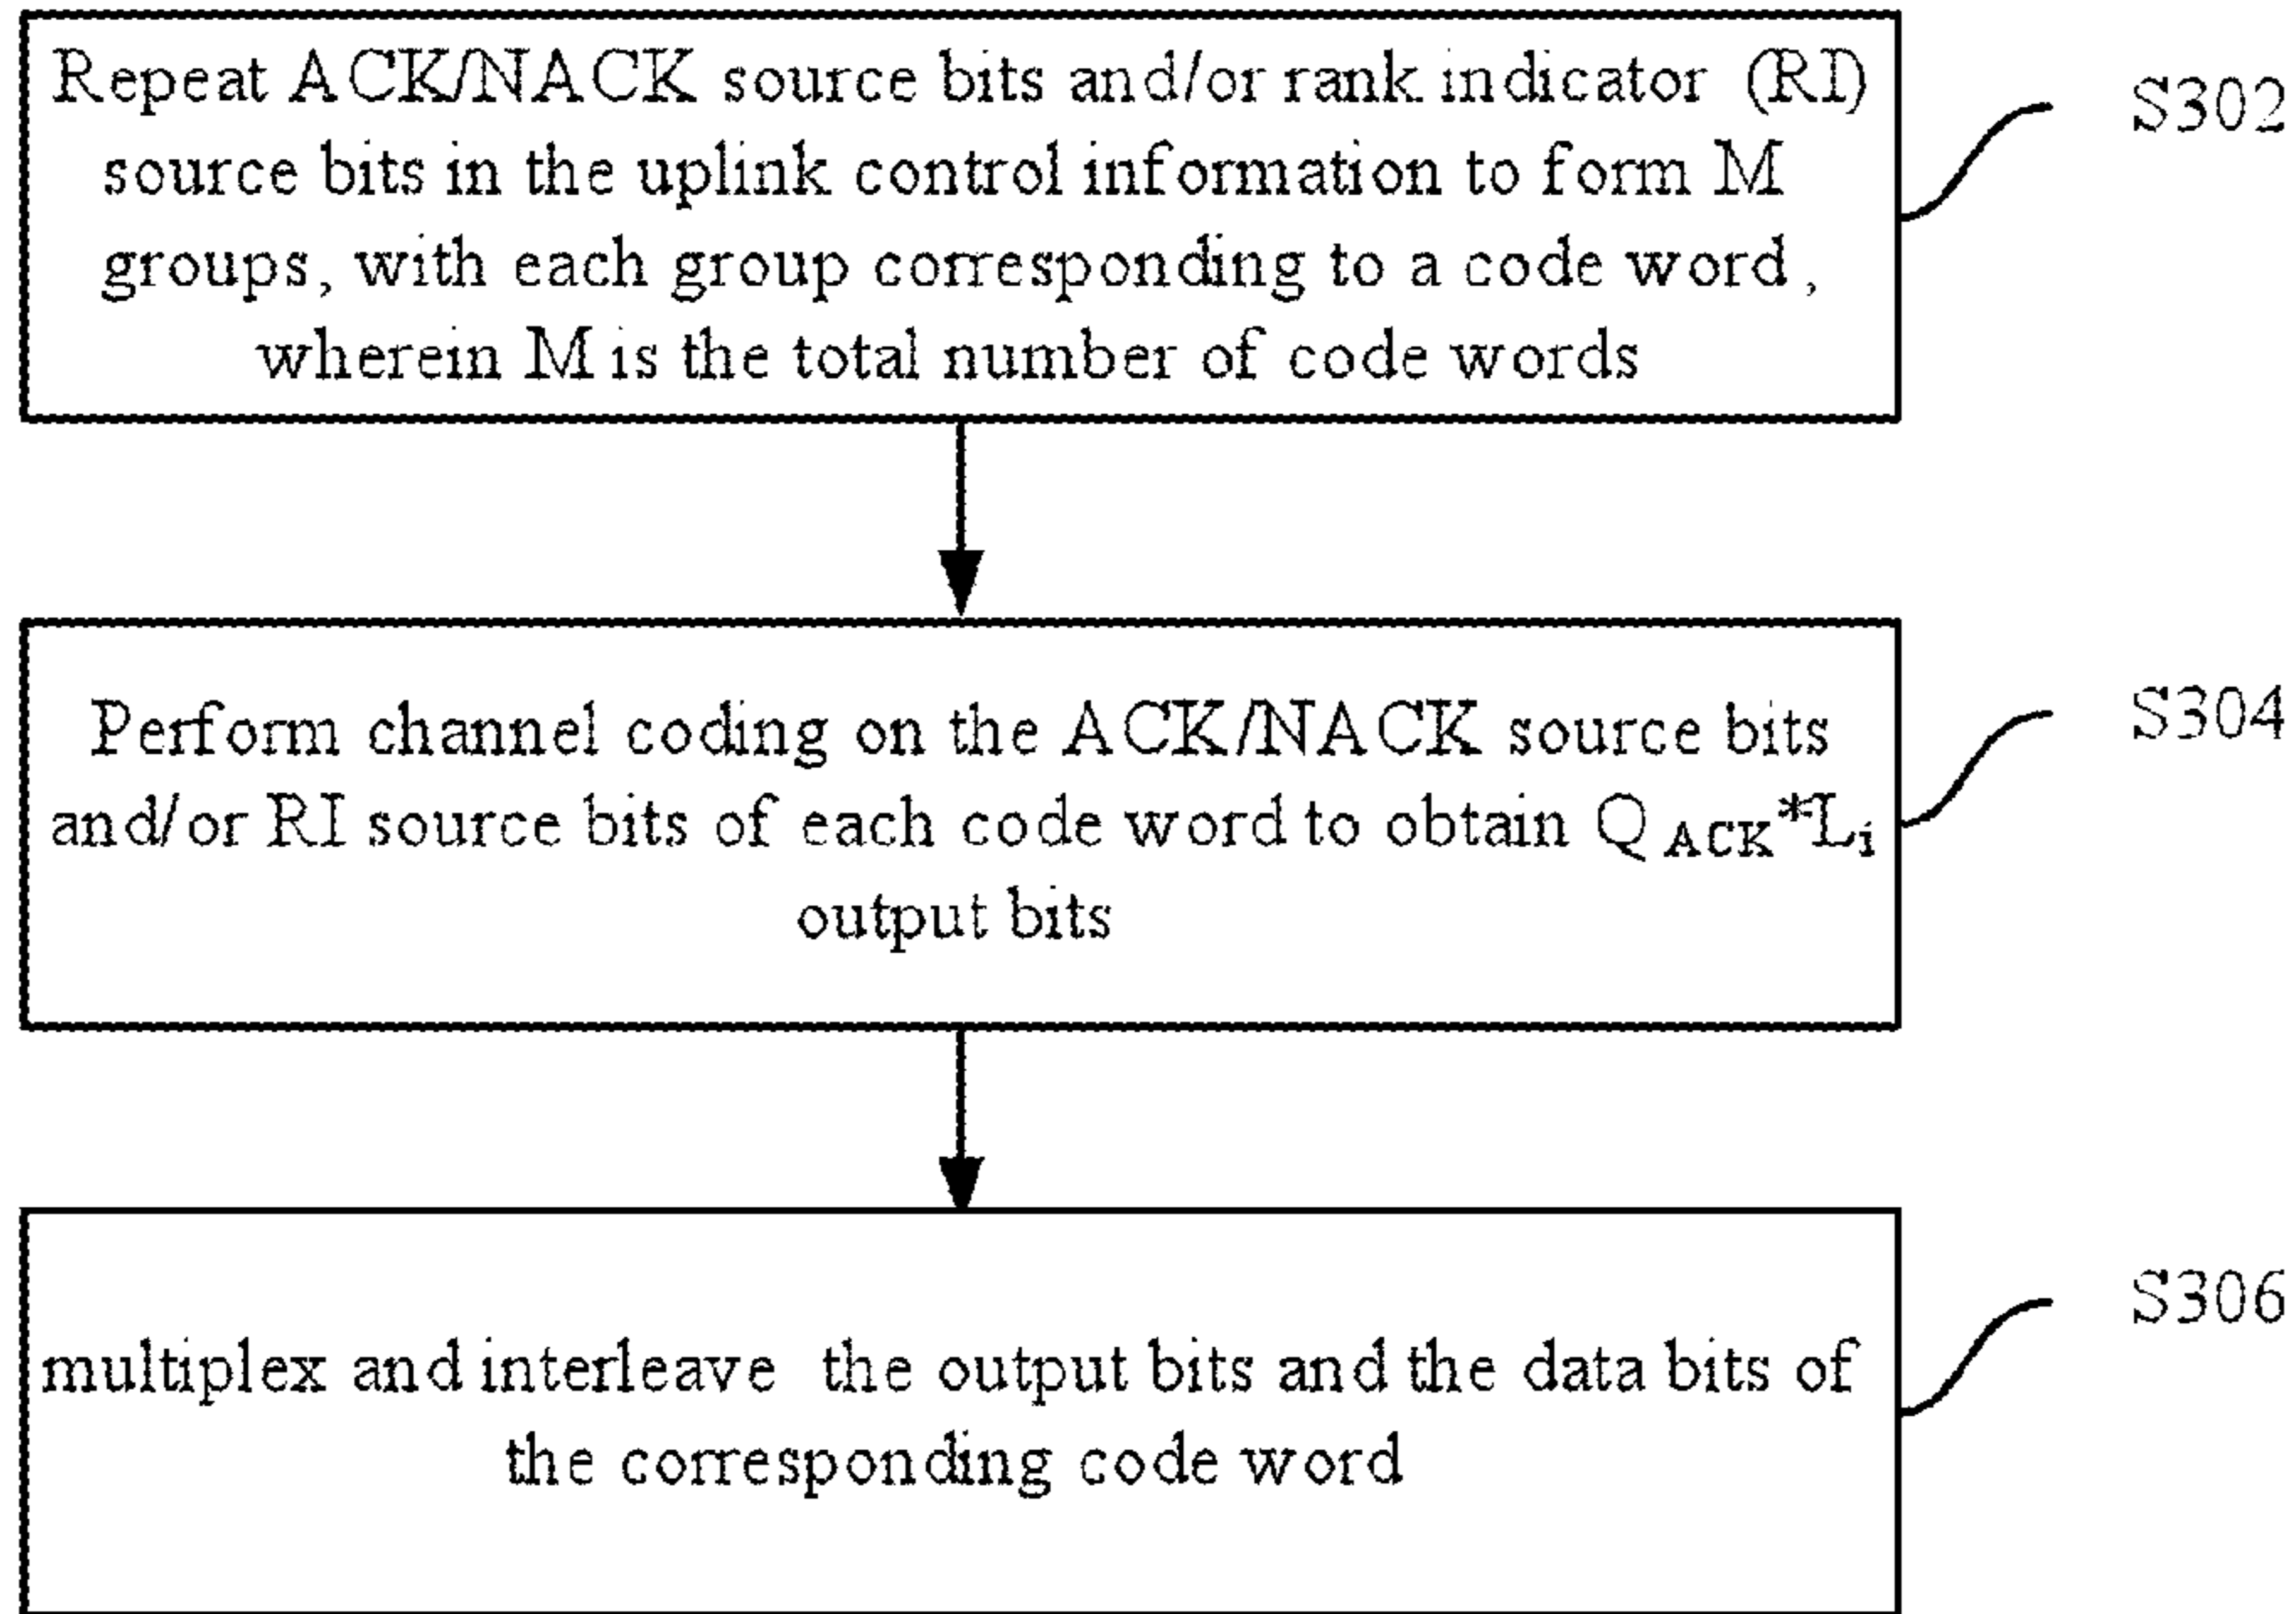 Repeat ACK/NACK source bits and/or rank indicator (RI)
source bits in the uplink control information to form M
groups, with each group corresponding to a code word,
wherein M is the total number of code words
S302
Perform channel coding on the ACK/NACK source bits
and/or RI source bits of each code word to obtain Q ACK*Li
output bits
S304
multiplex and interleave the output bits and the data bits of
the corresponding code word
S306